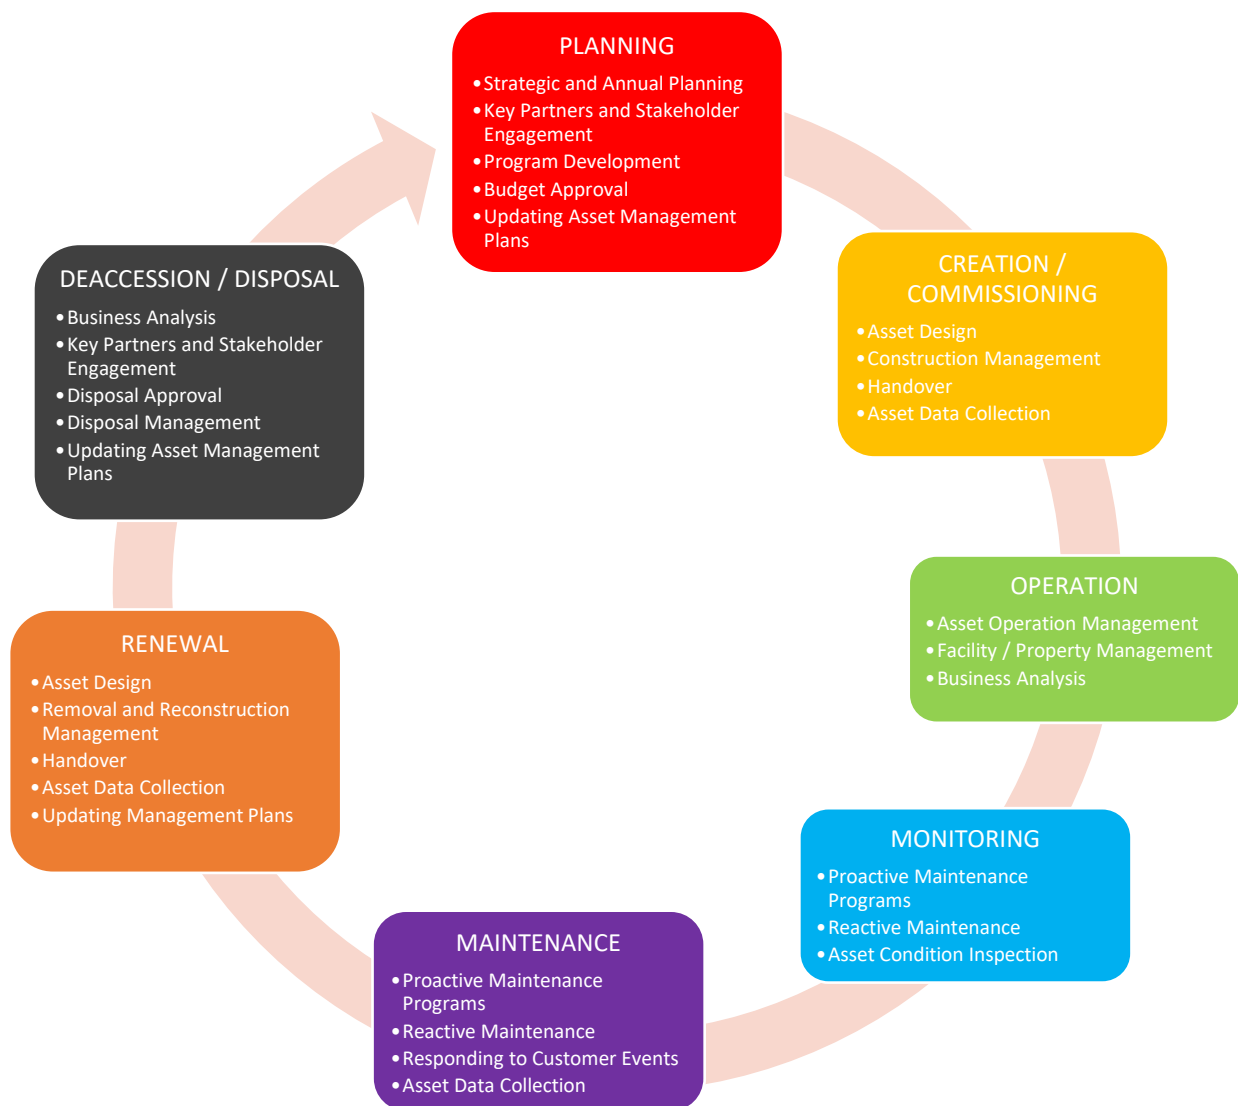 PLANNING
•Strategic and Annual Planning
•Key Partners and Stakeholder
Engagement
•Program Development
•Budget Approval
•Updating Asset Management
Plans
CREATION /
COMMISSIONING
•Asset Design
•Construction Management
•Handover
•Asset Data Collection
OPERATION
•Asset Operation Management
•Facility / Property Management
•Business Analysis
MONITORING
•Proactive Maintenance
Programs
•Reactive Maintenance
•Asset Condition Inspection
MAINTENANCE
•Proactive Maintenance
Programs
•Reactive Maintenance
•Responding to Customer Events
•Asset Data Collection
RENEWAL
•Asset Design
•Removal and Reconstruction
Management
•Handover
•Asset Data Collection
•Updating Management Plans
DEACCESSION / DISPOSAL
•Business Analysis
•Key Partners and Stakeholder
Engagement
•Disposal Approval
•Disposal Management
•Updating Asset Management
Plans